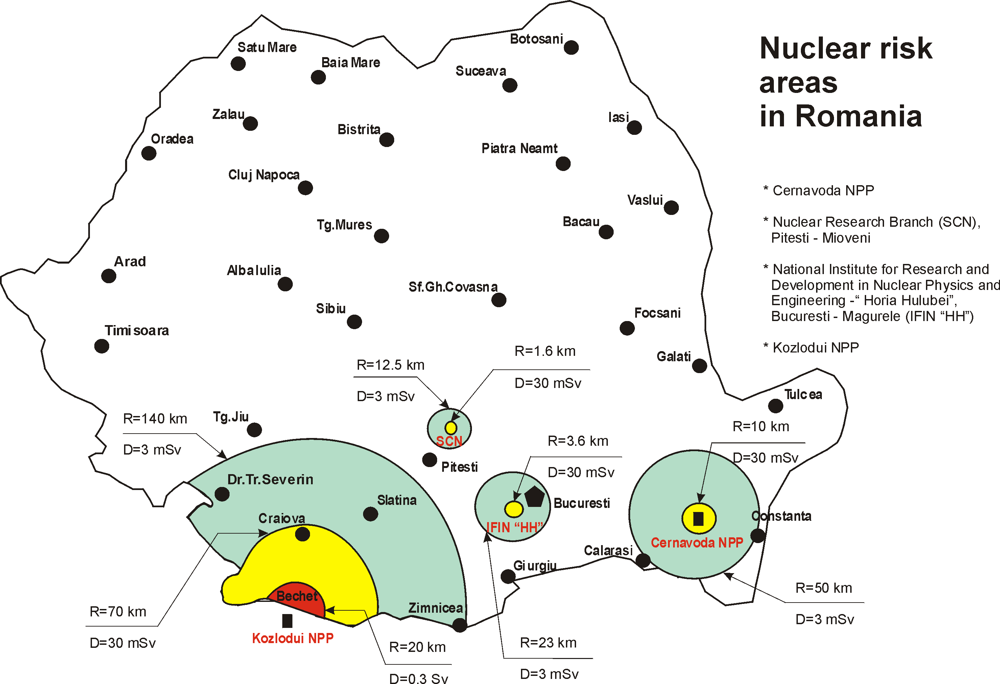 Nuclear risk
areas
in Romania
* Cernavoda NPP
* Nuclear Research Branch (SCN),
Pitesti - Mioveni
* National Institute for Research and
Development in Nuclear Physics and
Engineering -“ Horia Hulubei”,
Bucuresti - Magurele (IFIN “HH”)
* Kozlodui NPP
Botosani
Satu Mare
Baia Mare
Suceava
Zalau
Iasi
Bistrita
Oradea
Piatra Neamt
Cluj Napoca
Vaslui
Bacau
Tg.Mures
Arad
Alba Iulia
Sf.Gh.Covasna
Sibiu
Focsani
Timisoara
R=1.6 km
D=30 mSv
Galati
R=12.5 km
D=3 mSv
Tulcea
Tg.Jiu
R=140 km
D=3 mSv
R=10 km
D=30 mSv
SCN
R=3.6 km
D=30 mSv
Pitesti
Dr.Tr.Severin
Slatina
Bucuresti
Craiova
Constanta
IFIN “HH”
Cernavoda NPP
Calarasi
Giurgiu
R=50 km
D=3 mSv
Bechet
Zimnicea
R=70 km
D=30 mSv
Kozlodui NPP
R=20 km
D=0.3 Sv
R=23 km
D=3 mSv